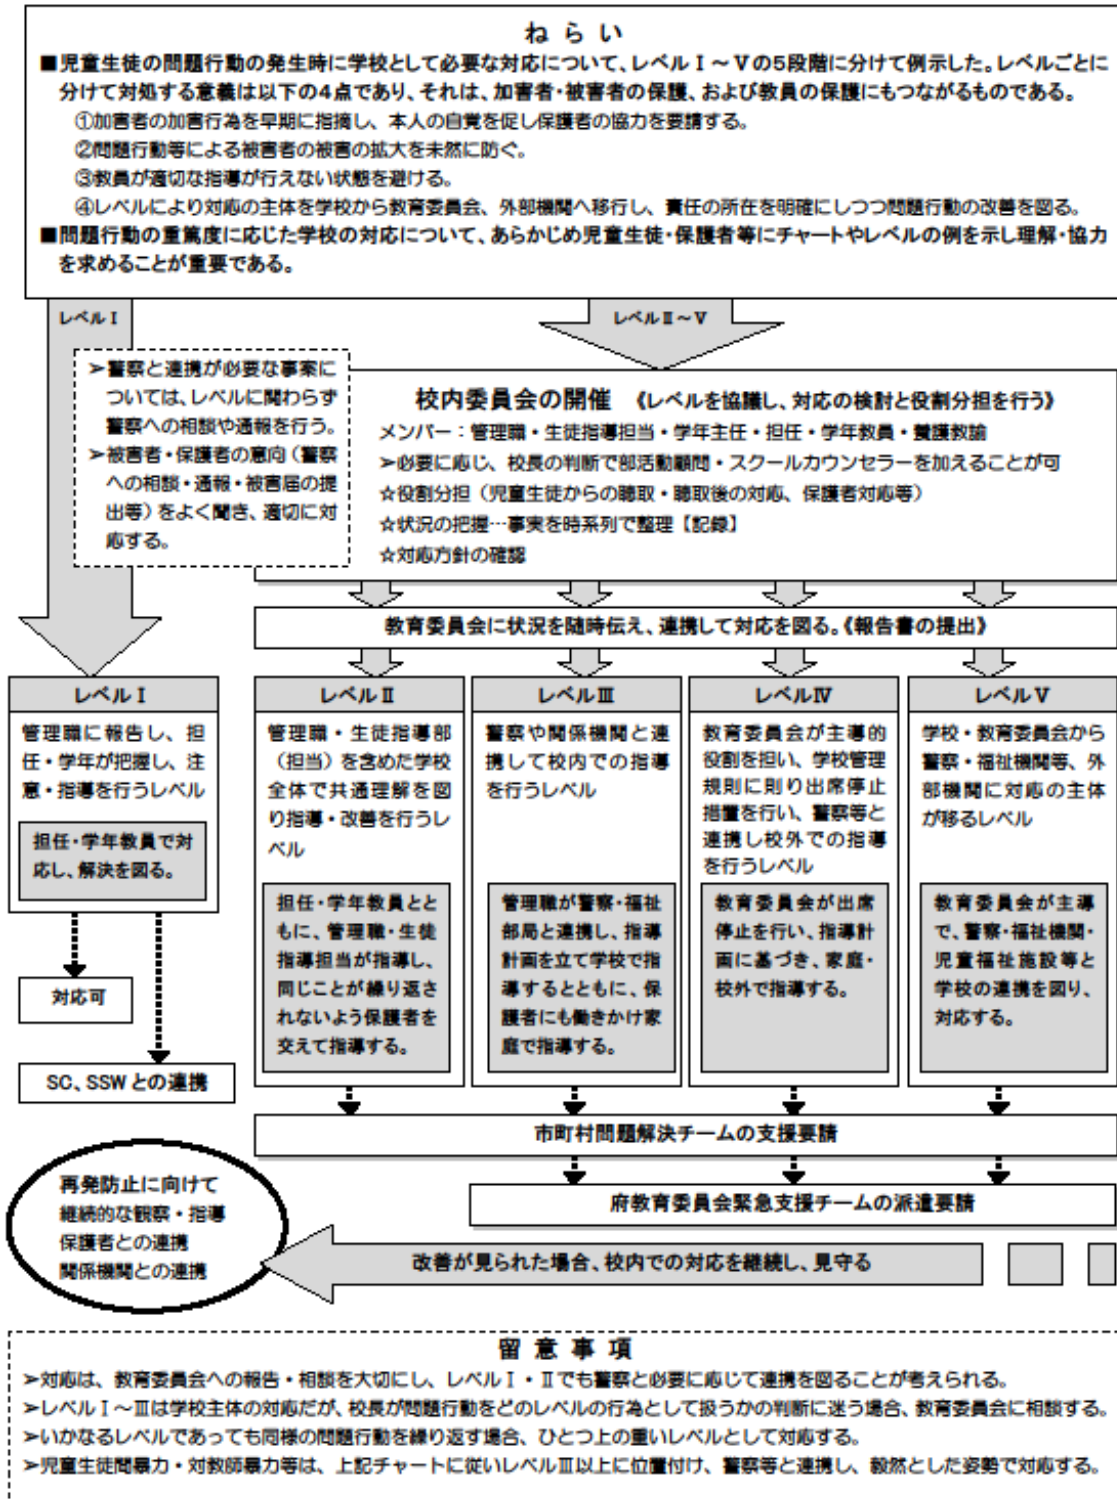 ねらい
■児童生徒の問題行動の発生時に学校として必要な対応について、レベルⅠ～Ⅴの5段階に分けて例示した。レベルごとに
分けて対処する意義は以下の4点であり、それは、加害者・被害者の保護、および教員の保護にもつながるものである。
①加害者の加害行為を早期に指摘し、本人の自覚を促し保護者の協力を要請する。
②問題行動等による被害者の被害の拡大を未然に防ぐ。
③教員が適切な指導が行えない状態を避ける。
④レベルにより対応の主体を学校から教育委員会、外部機関へ移行し、責任の所在を明確にしつつ問題行動の改善を図る。
■問題行動の重篤度に応じた学校の対応について、あらかじめ児童生徒・保護者等にチャートやレベルの例を示し理解・協力
を求めることが重要である。
レベルⅠ
レベルⅡ～Ⅴ
➢警察と連携が必要な事案に
ついては、レベルに関わらず
警察への相談や通報を行う。
➢被害者・保護者の意向（警察
への相談・通報・被害届の提
出等）をよく聞き、適切に対
応する。
校内委員会の開催　《レベルを協議し、対応の検討と役割分担を行う》
メンバー：管理職・生徒指導担当・学年主任・担任・学年教員・養護教諭
➢必要に応じ、校長の判断で部活動顧問・スクールカウンセラーを加えることが可
☆役割分担（児童生徒からの聴取・聴取後の対応、保護者対応等）
☆状況の把握…事実を時系列で整理【記録】
☆対応方針の確認
教育委員会に状況を随時伝え、連携して対応を図る。《報告書の提出》
レベルⅠ
管理職に報告し、担
任・学年が把握し、注
意・指導を行うレベル
担任・学年教員で対
応し、解決を図る。
対応可
SC、SSWとの連携
レベルⅡ
管理職・生徒指導部
（担当）を含めた学校
全体で共通理解を図
り指導・改善を行うレ
ベル
担任・学年教員とと
もに、管理職・生徒
指導担当が指導し、
同じことが繰り返さ
れないよう保護者を
交えて指導する。
レベルⅢ
警察や関係機関と連
携して校内での指導
を行うレベル
管理職が警察・福祉
部局と連携し、指導
計画を立て学校で指
導するとともに、保
護者にも働きかけ家
庭で指導する。
レベルⅣ
教育委員会が主導的
役割を担い、学校管理
規則に則り出席停止
措置を行い、警察等と
連携し校外での指導
を行うレベル
教育委員会が出席
停止を行い、指導計
画に基づき、家庭・
校外で指導する。
レベルⅤ
学校・教育委員会から
警察・福祉機関等、外
部機関に対応の主体
が移るレベル
教育委員会が主導
で、警察・福祉機関・
児童福祉施設等と
学校の連携を図り、
対応する。
市町村問題解決チームの支援要請
府教育委員会緊急支援チームの派遣要請
再発防止に向けて
継続的な観察・指導
保護者との連携
関係機関との連携
改善が見られた場合、校内での対応を継続し、見守る
留意事項
➢対応は、教育委員会への報告・相談を大切にし、レベルⅠ・Ⅱでも警察と必要に応じて連携を図ることが考えられる。
➢レベルⅠ～Ⅲは学校主体の対応だが、校長が問題行動をどのレベルの行為として扱うかの判断に迷う場合、教育委員会に相談する。
➢いかなるレベルであっても同様の問題行動を繰り返す場合、ひとつ上の重いレベルとして対応する。
➢児童生徒間暴力・対教師暴力等は、上記チャートに従いレベルⅢ以上に位置付け、警察等と連携し、毅然とした姿勢で対応する。